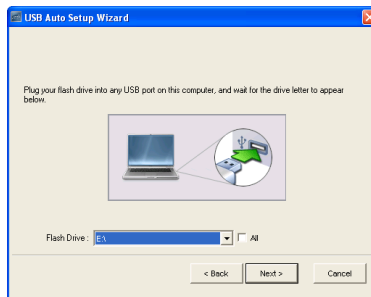 USB Auto Setup Wizard
Plug your flash drive into any USB port on this computer, and wait for the drive letter to appear
below.
Flash Drive : E:\ All
< Back Next > Cancel